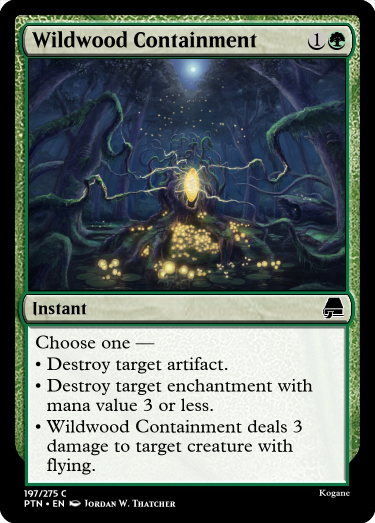 Wildwood Containment 1
Instant
Choose one —
• Destroy target artifact.
• Destroy target enchantment with
mana value 3 or less.
• Wildwood Containment deals 3
damage to target creature with
flying.
197/275 C Kogane
PTN • EN Jordan W. Thatcher